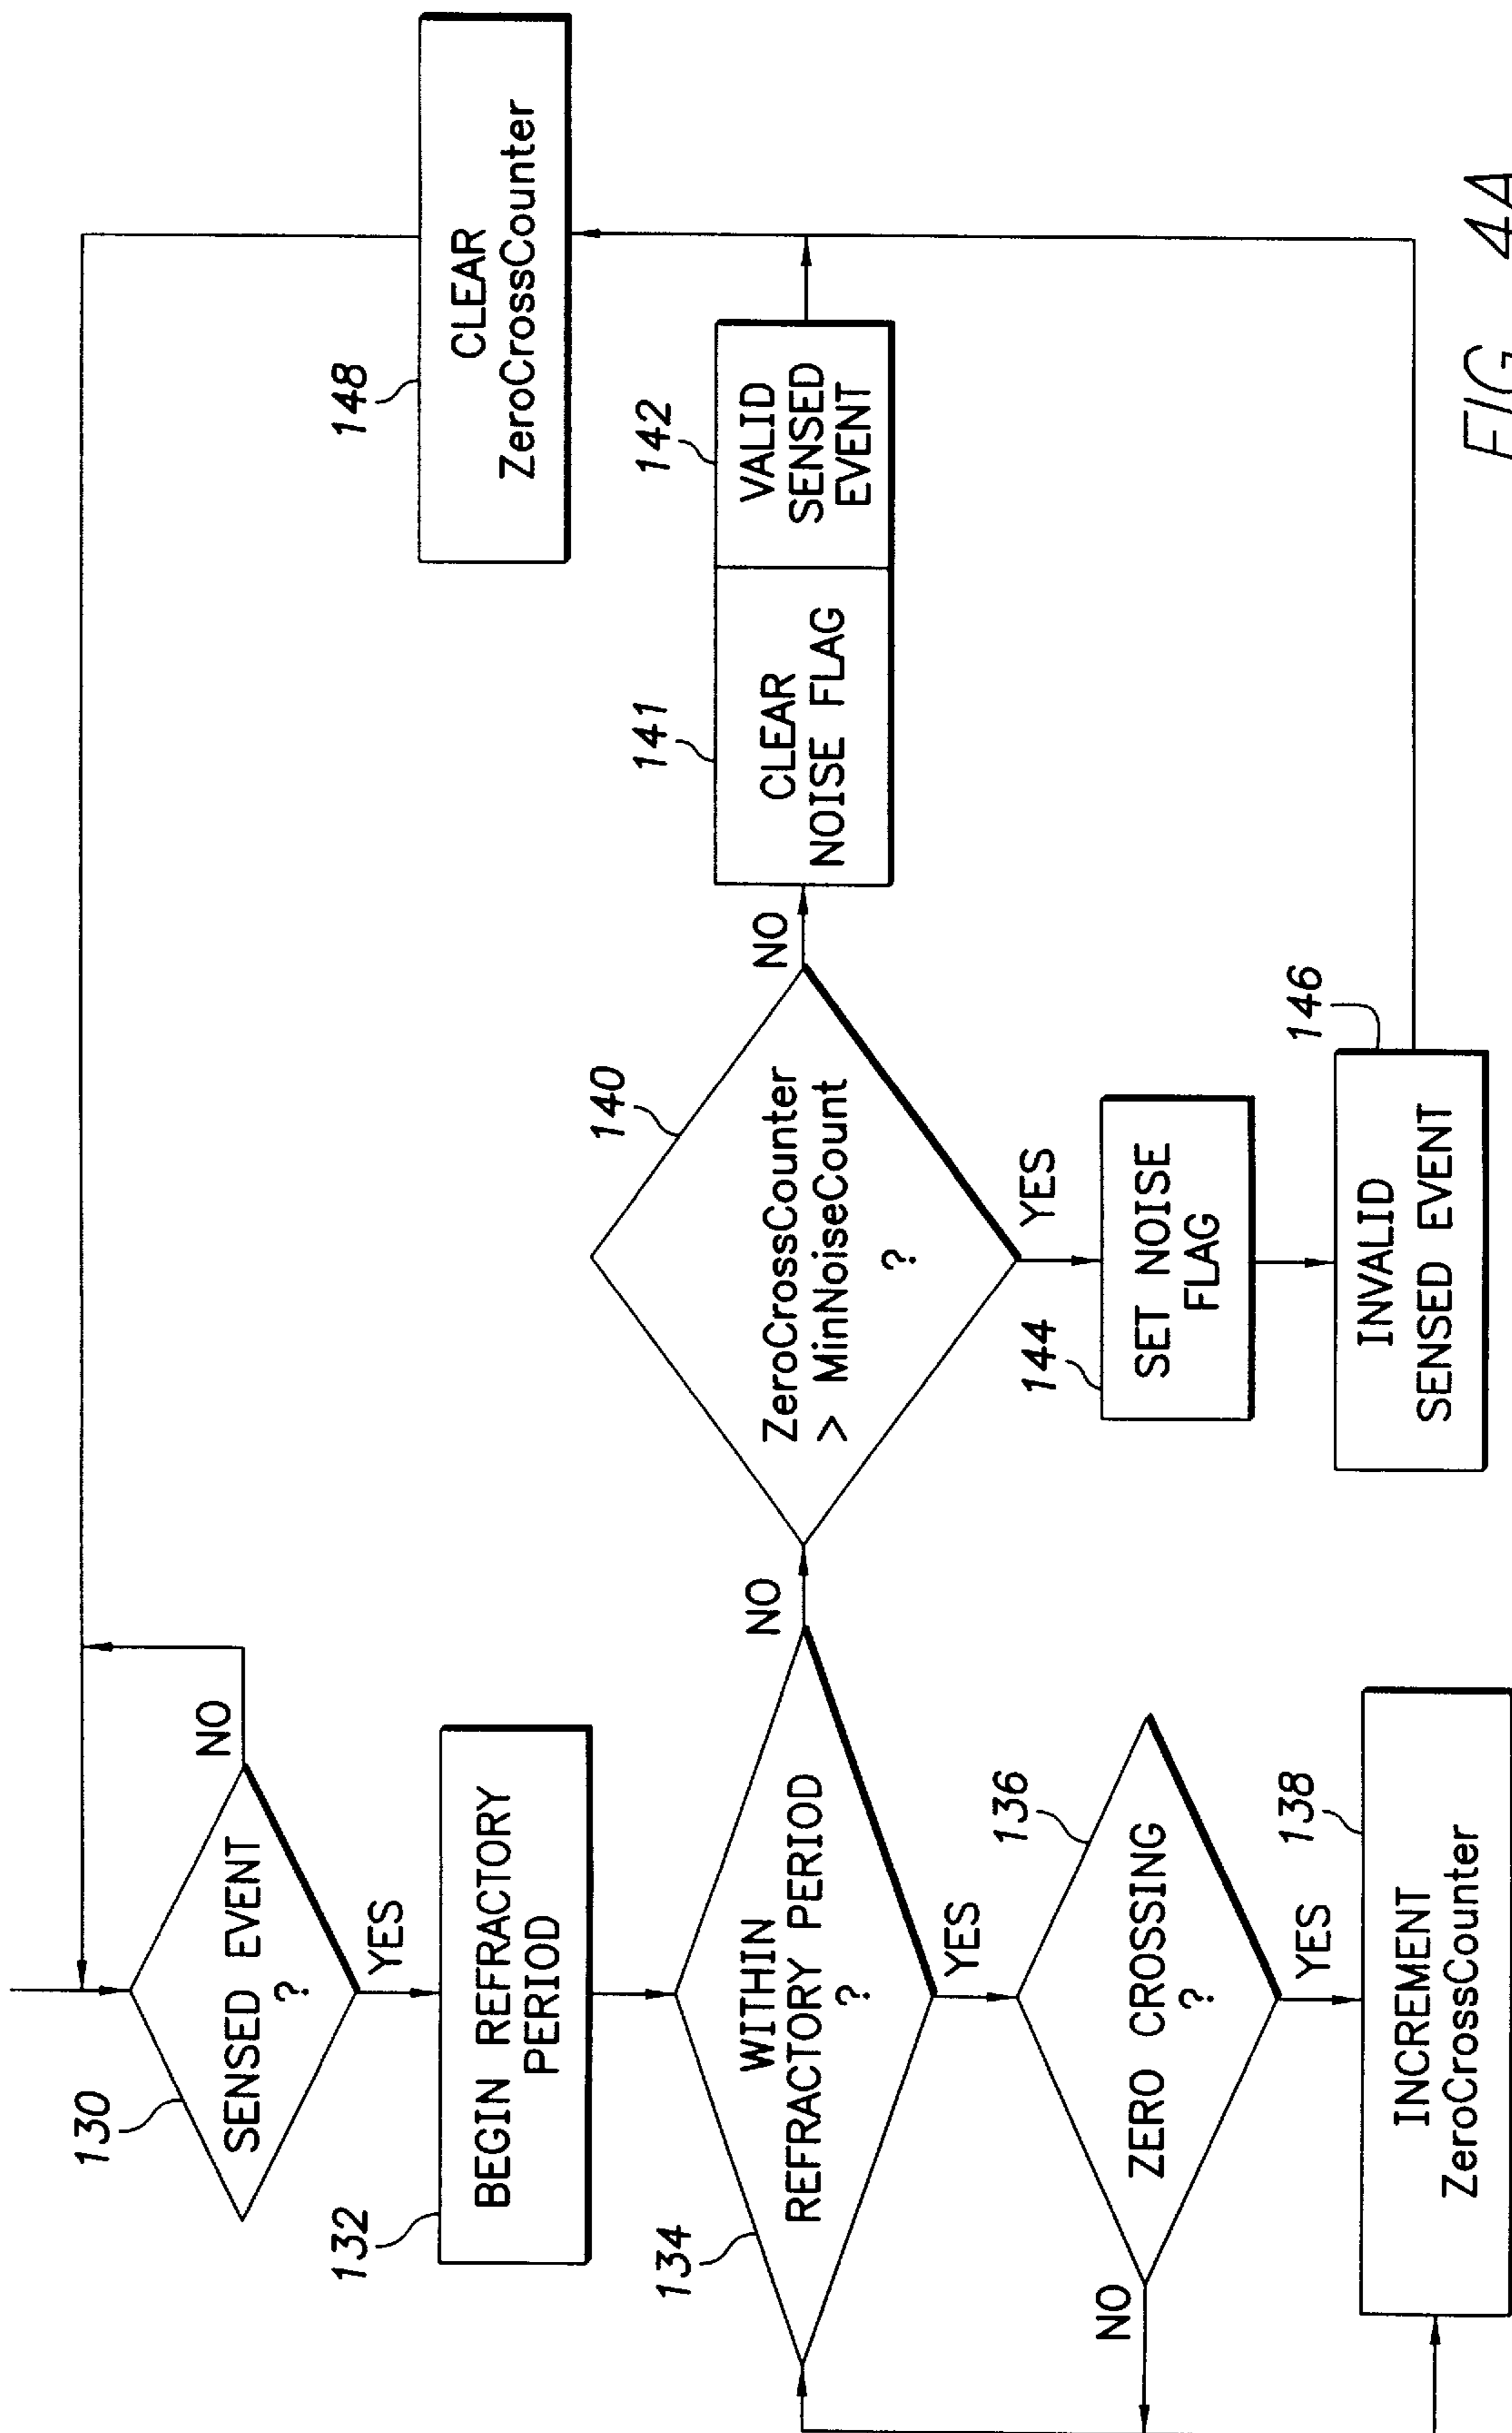 130
SENSED EVENT
?
NO
YES
132
BEGIN REFRACTORY
PERIOD
134
WITHIN
REFRACTORY PERIOD
?
NO
YES
136
ZERO CROSSING
?
NO
YES
138
INCREMENT
ZeroCrossCounter
140
ZeroCrossCounter
> MinNoiseCount
?
NO
YES
141
CLEAR
NOISE FLAG
142
VALID
SENSED
EVENT
144
SET NOISE
FLAG
146
INVALID
SENSED EVENT
148
CLEAR
ZeroCrossCounter
FIG. 4A